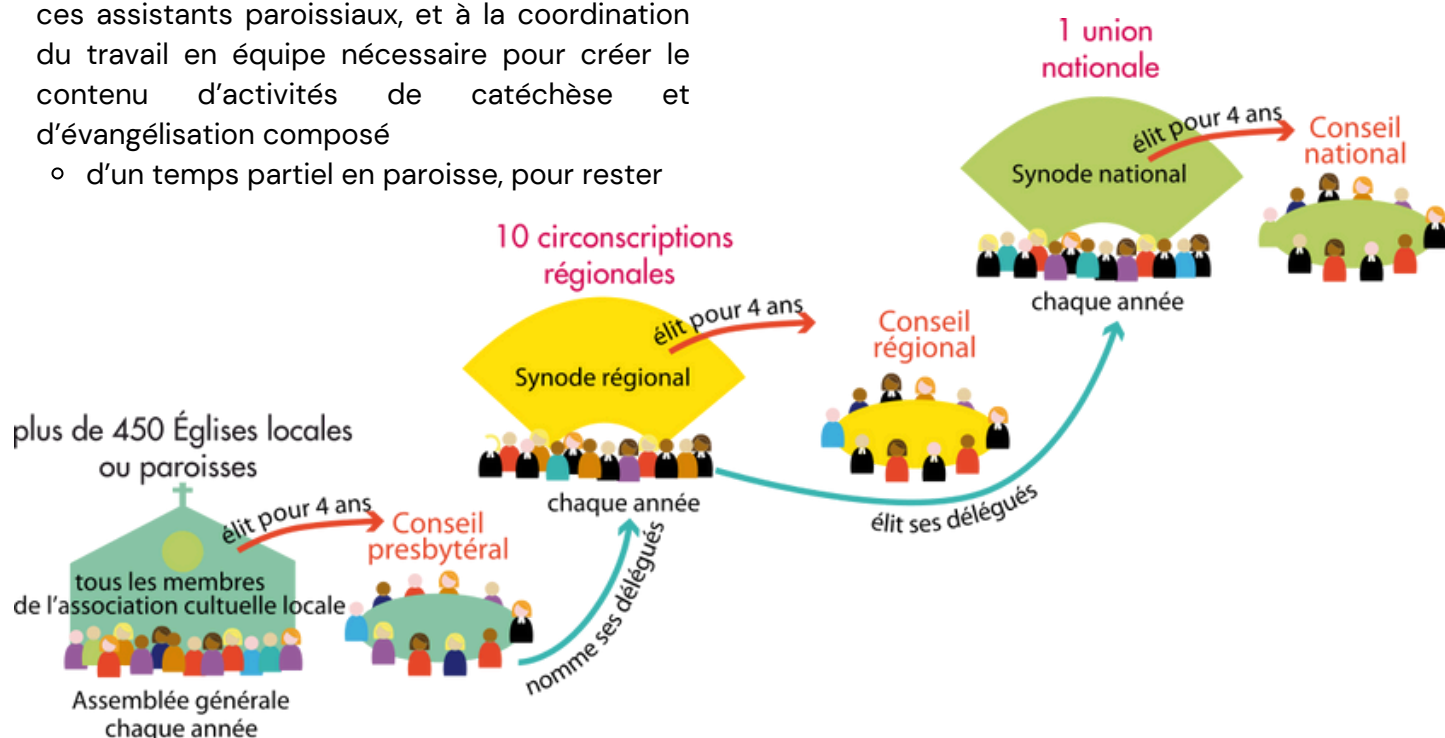 ces assistants paroissiaux, et à la coordination
du travail en équipe nécessaire pour créer le
contenu d'activités de catéchèse et
d'évangélisation composé
◦ d'un temps partiel en paroisse, pour rester
1 union
nationale
élit pour 4 ans
Conseil
national
Synode national
chaque année
10 circonscriptions
régionales
élit pour 4 ans
Conseil
régional
Synode régional
chaque année
élit ses délégués
plus de 450 Églises locales
ou paroisses
élit pour 4 ans
Conseil
presbytéral
tous les membres
de l'association cultuelle locale
nomme ses délégués
Assemblée générale
chaque année